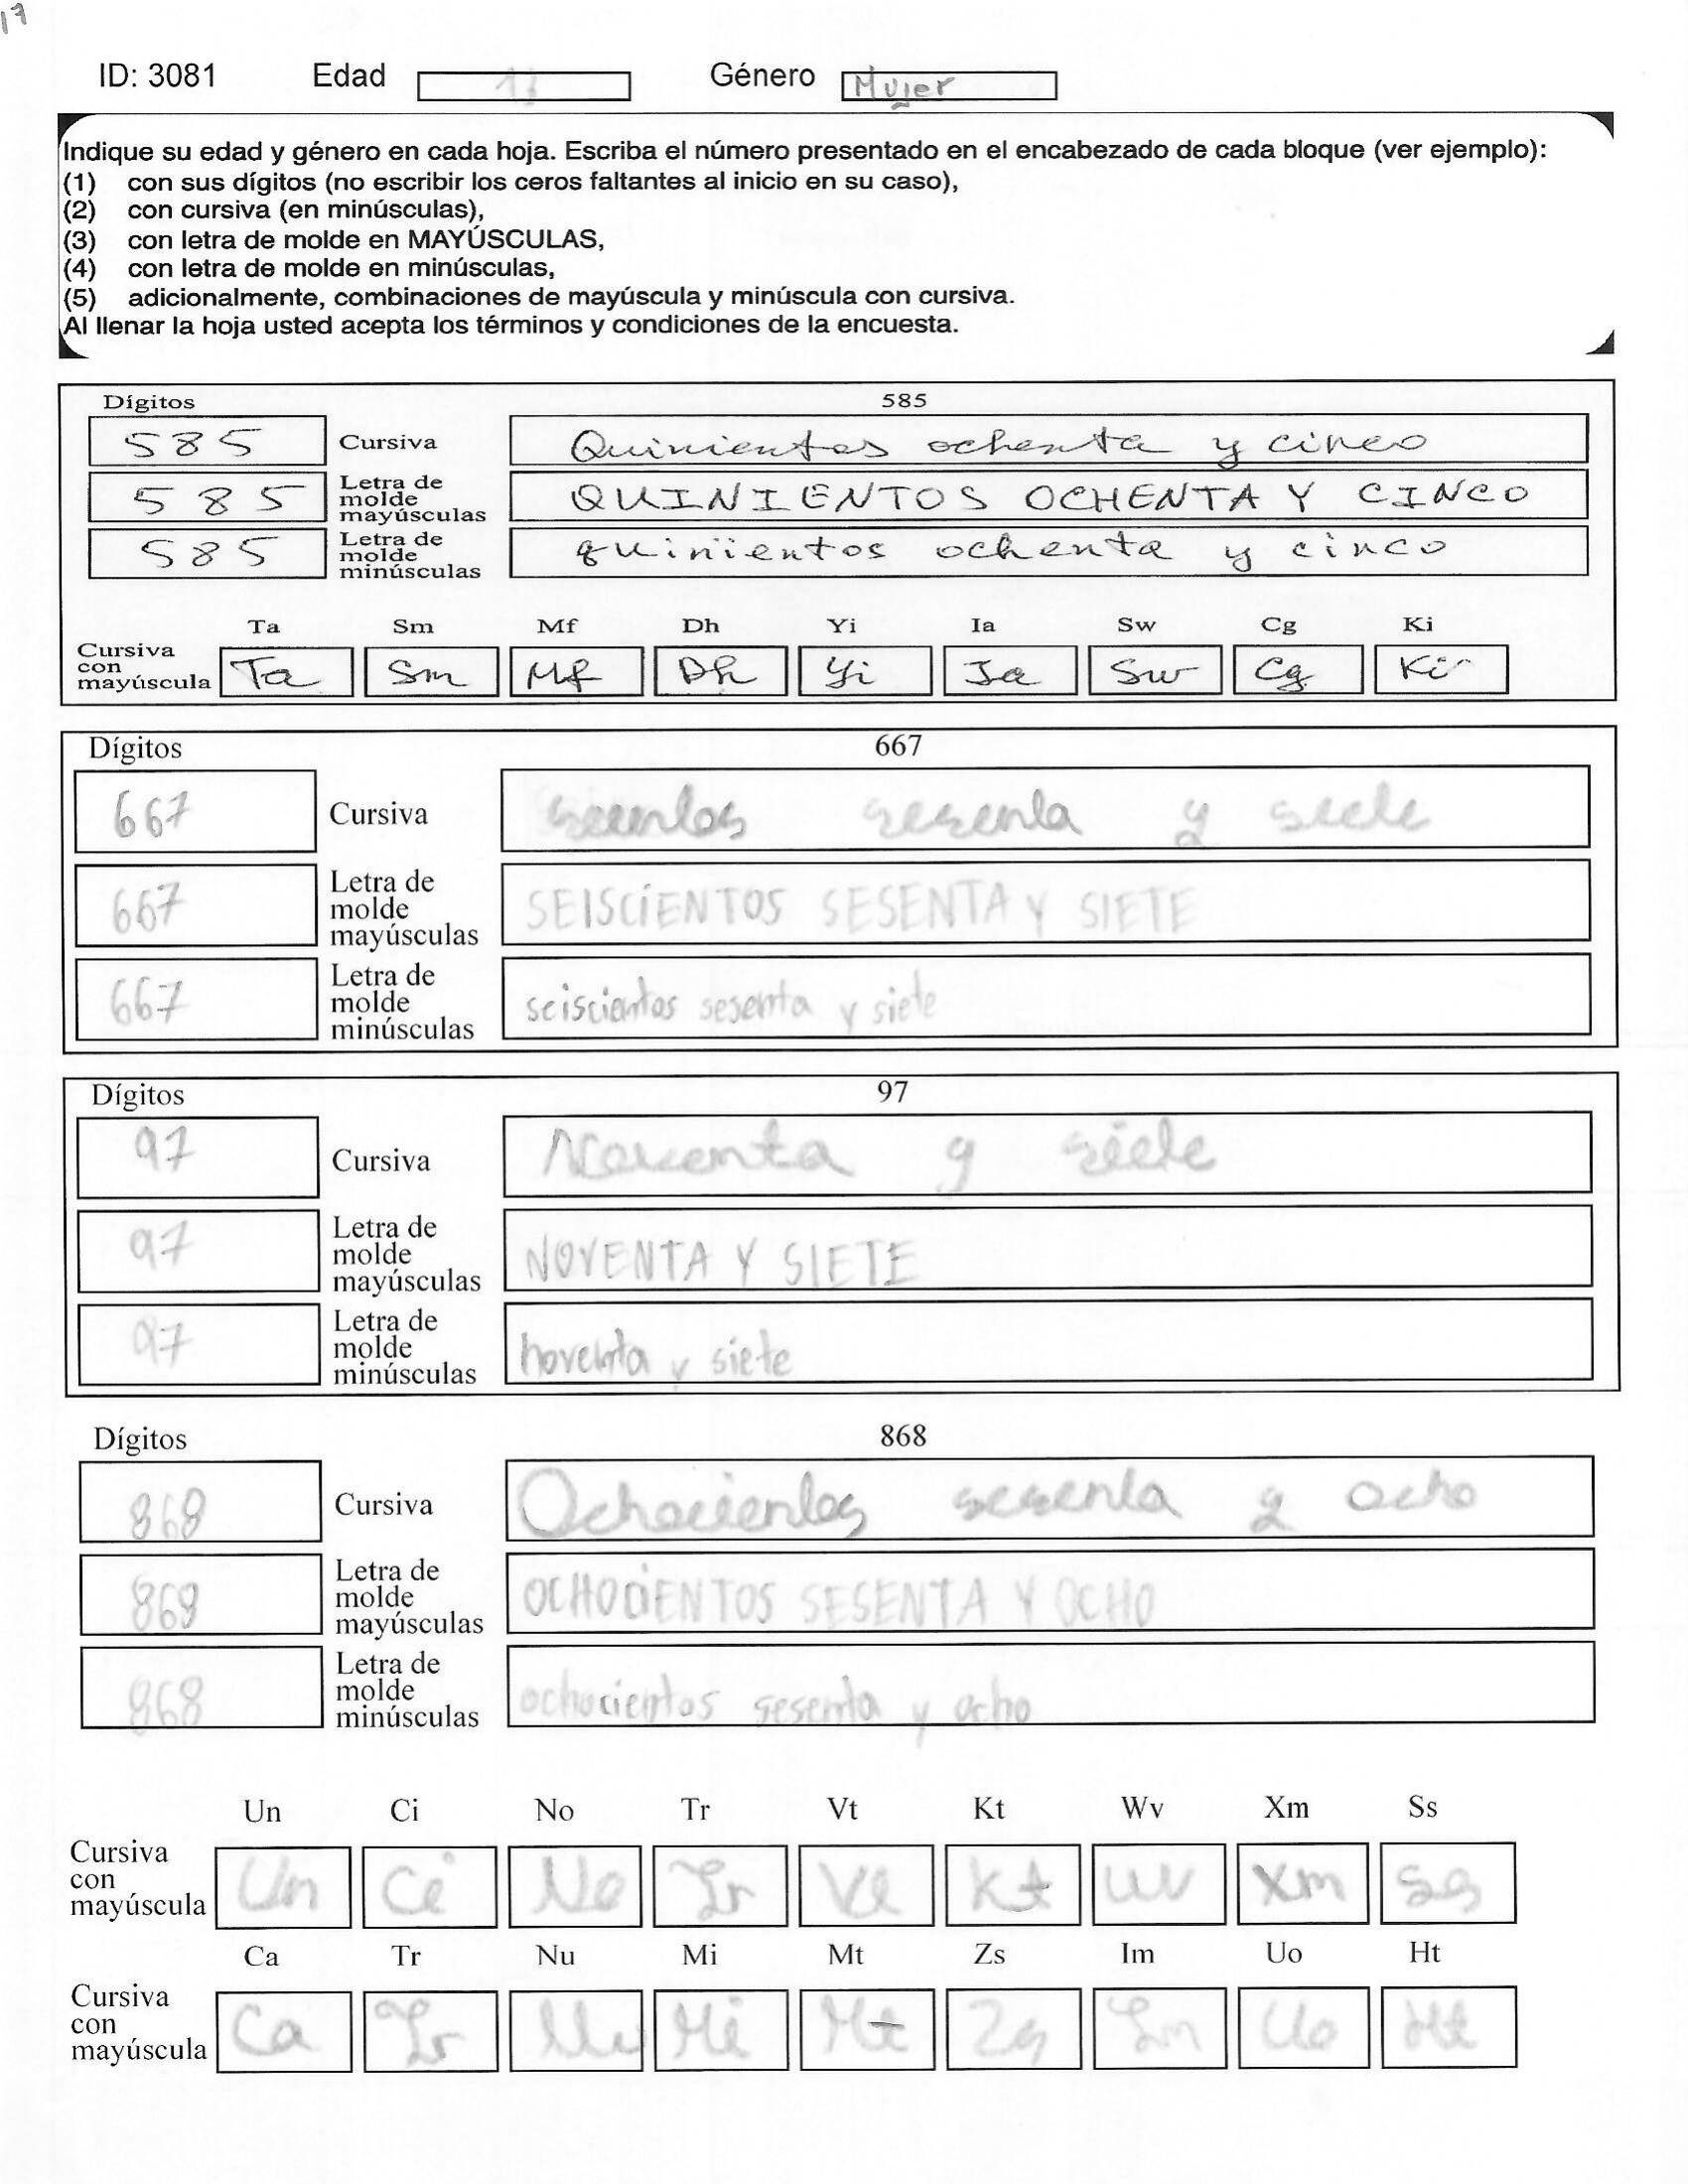 17
ID: 3081 Edad Género Mujer
Indique su edad y género en cada hoja. Escriba el número presentado en el encabezado de cada bloque (ver ejemplo):
(1) con sus dígitos (no escribir los ceros faltantes al inicio en su caso),
(2) con cursiva (en minúsculas),
(3) con letra de molde en MAYÚSCULAS,
(4) con letra de molde en minúsculas,
(5) adicionalmente, combinaciones de mayúscula y minúscula con cursiva.
Al llenar la hoja usted acepta los términos y condiciones de la encuesta.
Dígitos 585
585 Cursiva Quinientos ochenta y cinco
585 Letra de molde mayúsculas QUINIENTOS OCHENTA Y CINCO
585 Letra de molde minúsculas quinientos ochenta y cinco
Ta Sm Mf Dh Yi Ia Sw Cg Ki
Cursiva con mayúscula Ta Sm Mf Dh Yi Ia Sw Cg Ki
Dígitos 667
667 Cursiva sesenta y siete
667 Letra de molde mayúsculas SEISCIENTOS SESENTA Y SIETE
667 Letra de molde minúsculas seiscientos sesenta y siete
Dígitos 97
97 Cursiva Noventa y siete
97 Letra de molde mayúsculas NOVENTA Y SIETE
97 Letra de molde minúsculas noventa y siete
Dígitos 868
868 Cursiva Ochocientos sesenta y ocho
868 Letra de molde mayúsculas OCHOCIENTOS SESENTA Y OCHO
868 Letra de molde minúsculas ochocientos sesenta y ocho
Un Ci No Tr Vt Kt Wv Xm Ss
Cursiva con mayúscula Un Ci No Tr Vt Kt Wv Xm Ss
Ca Tr Nu Mi Mt Zs Im Uo Ht
Cursiva con mayúscula Ca Tr Nu Mi Mt Zs Im Uo Ht